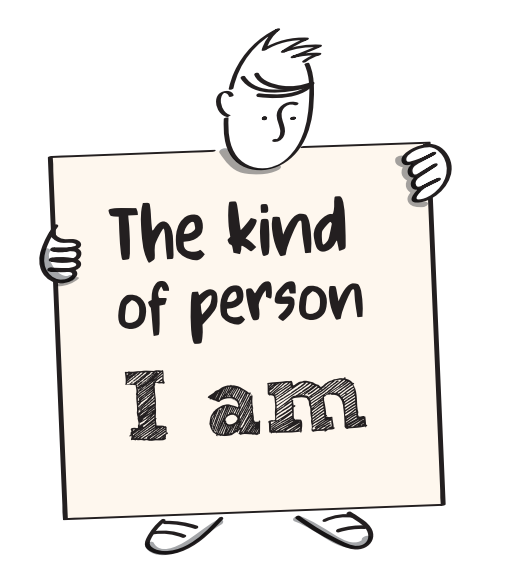 The kind
of person
I am